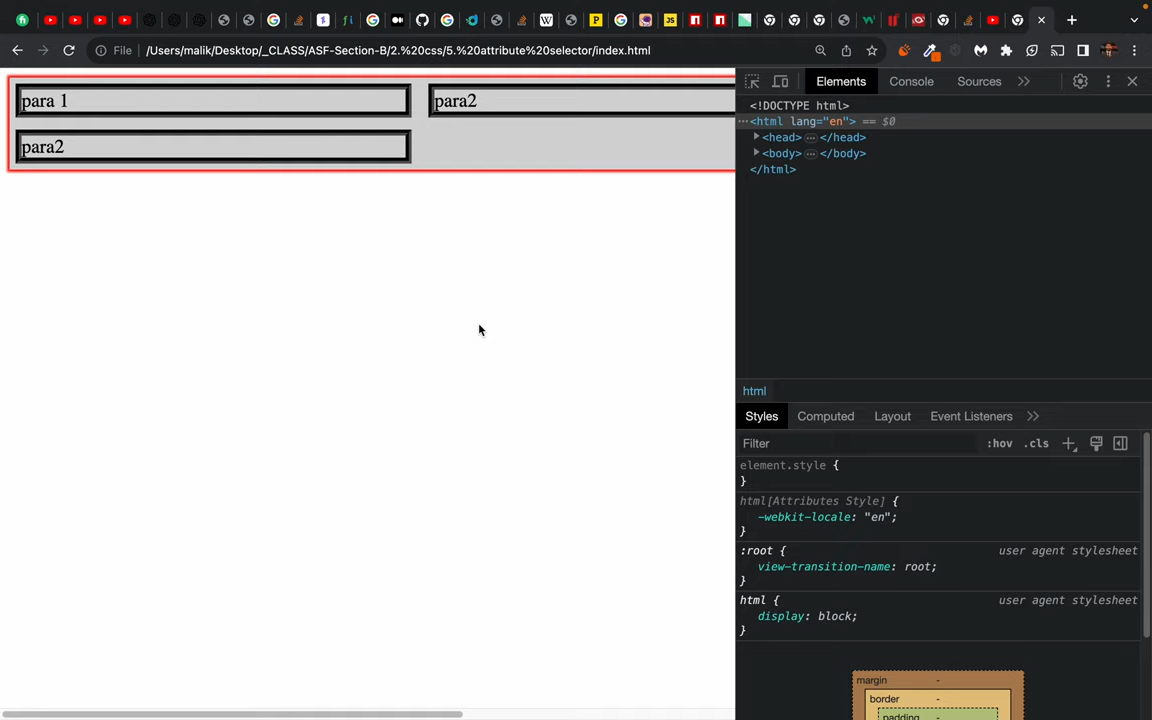 File /Users/malik/Desktop/_CLASS/ASF-Section-B/2.%20css/5.%20attribute%20selector/index.html
para 1
para2
para2
Elements
Console
Sources
<!DOCTYPE html>
<html lang="en"> == $0
<head> … </head>
<body> … </body>
</html>
html
Styles
Computed
Layout
Event Listeners
Filter
:hov
.cls
element.style {
}
html[Attributes Style] {
-webkit-locale: "en";
}
:root { user agent stylesheet
view-transition-name: root;
}
html { user agent stylesheet
display: block;
}
margin -
border -
padding